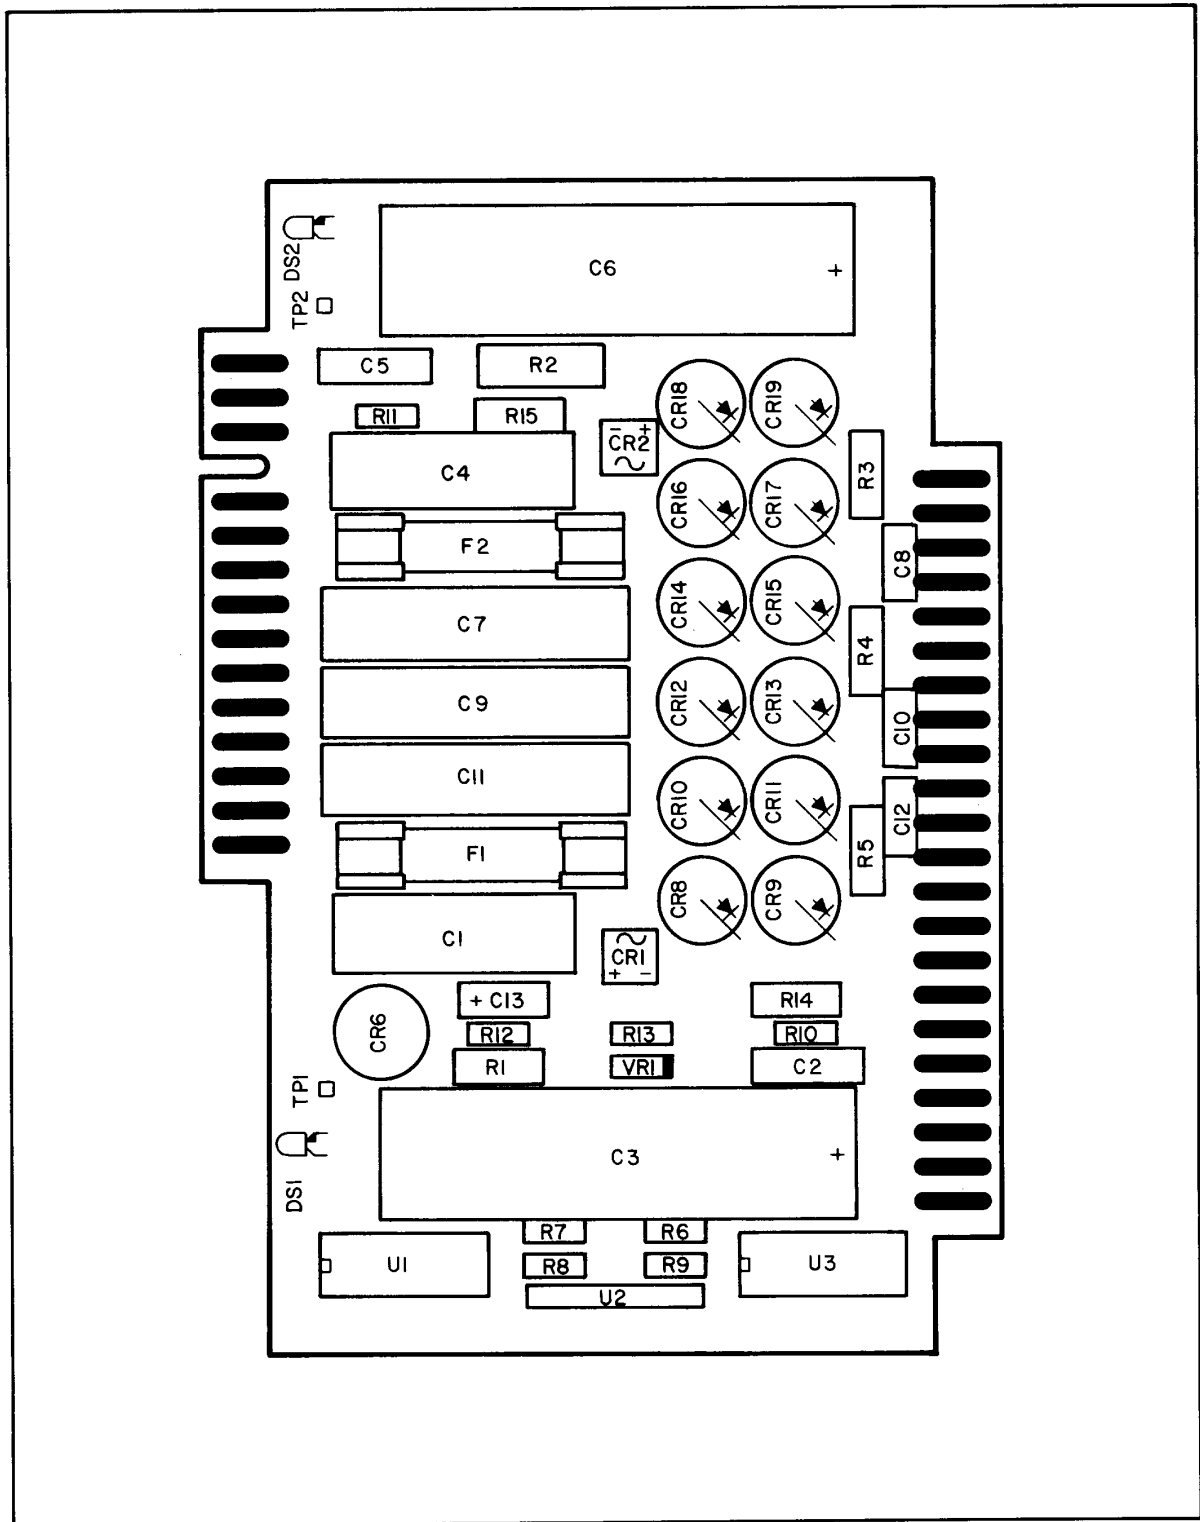 DS2
C6 +
TP2
C5 R2
CR18 CR19
R11 R15
- +
CR2
R3
C4
CR16 CR17
F2
C8
CR14 CR15
C7
R4
C9
CR12 CR13
C10
C11
CR10 CR11
C12
F1
R5
CR8 CR9
C1
CR1
+ -
+ C13 R14
CR6
R12 R13 R10
R1 VR1 C2
TP1
C3 +
DS1
R7 R6
U1 R8 R9 U3
U2